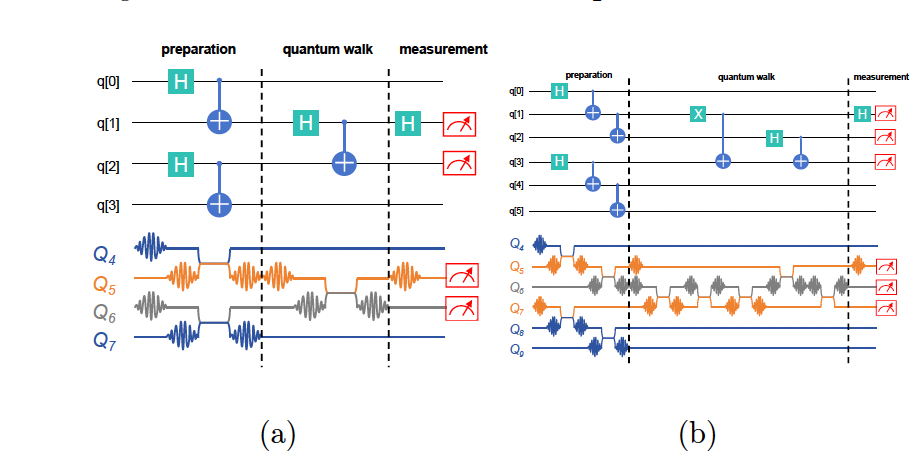 preparation quantum walk measurement
q[0] H
q[1] H H
q[2] H
q[3]
Q4
Q5
Q6
Q7
(a)
preparation quantum walk measurement
q[0] H
q[1] X H
q[2] H
q[3] H
q[4]
q[5]
Q4
Q5
Q6
Q7
Q8
Q9
(b)